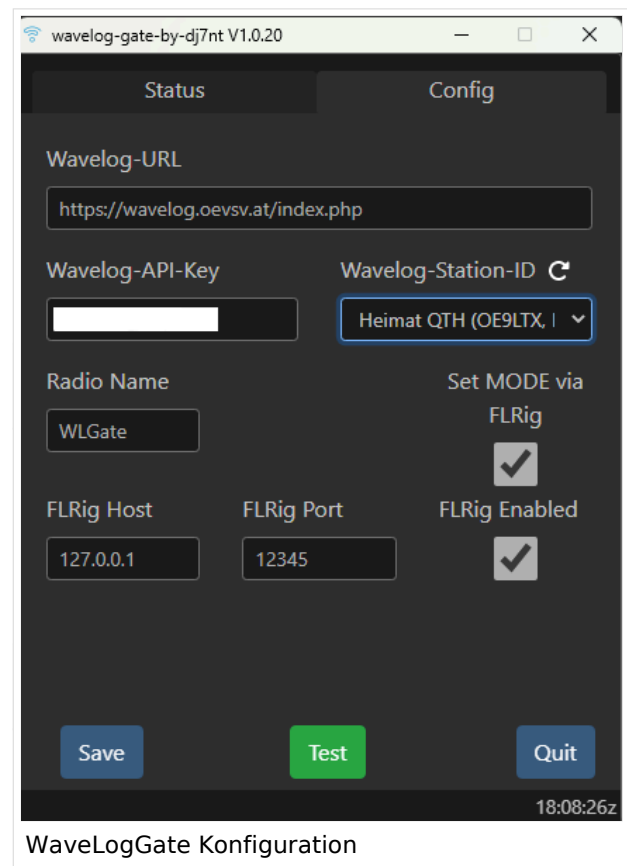 wavelog-gate-by-dj7nt V1.0.20
Status Config
Wavelog-URL
https://wavelog.oevsv.at/index.php
Wavelog-API-Key Wavelog-Station-ID
Heimat QTH (OE9LTX,
Radio Name Set MODE via
FLRig
WLGate
FLRig Host FLRig Port FLRig Enabled
127.0.0.1 12345
Save Test Quit
18:08:26z
WaveLogGate Konfiguration